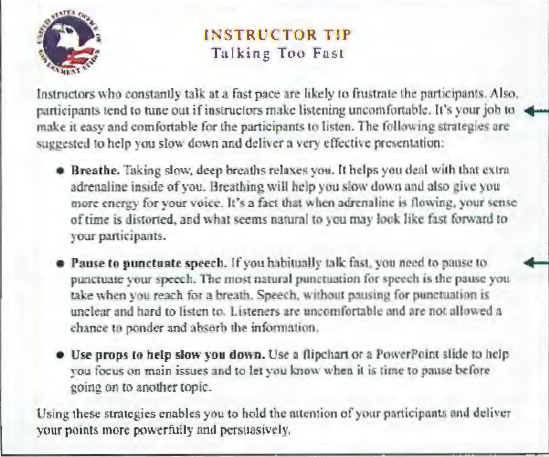 UNITED STATES OFFICE OF
GOVERNMENT ETHICS
INSTRUCTOR TIP
Talking Too Fast
Instructors who constantly talk at a fast pace are likely to frustrate the participants. Also,
participants tend to tune out if instructors make listening uncomfortable. It's your job to
make it easy and comfortable for the participants to listen. The following strategies are
suggested to help you slow down and deliver a very effective presentation:
● Breathe. Taking slow, deep breaths relaxes you. It helps you deal with that extra
adrenaline inside of you. Breathing will help you slow down and also give you
more energy for your voice. It's a fact that when adrenaline is flowing, your sense
of time is distorted, and what seems natural to you may look like fast forward to
your participants.
● Pause to punctuate speech. If you habitually talk fast, you need to pause to
punctuate your speech. The most natural punctuation for speech is the pause you
take when you reach for a breath. Speech, without pausing for punctuation is
unclear and hard to listen to. Listeners are uncomfortable and are not allowed a
chance to ponder and absorb the information.
● Use props to help slow you down. Use a flipchart or a PowerPoint slide to help
you focus on main issues and to let you know when it is time to pause before
going on to another topic.
Using these strategies enables you to hold the attention of your participants and deliver
your points more powerfully and persuasively.